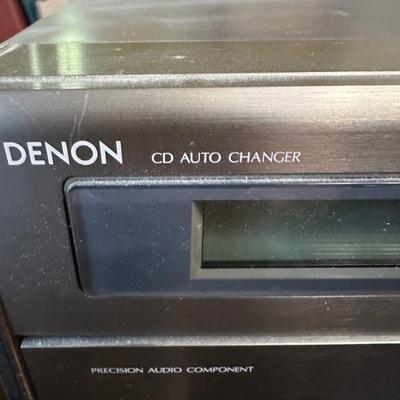 DENON CD AUTO CHANGER
PRECISION AUDIO COMPONENT